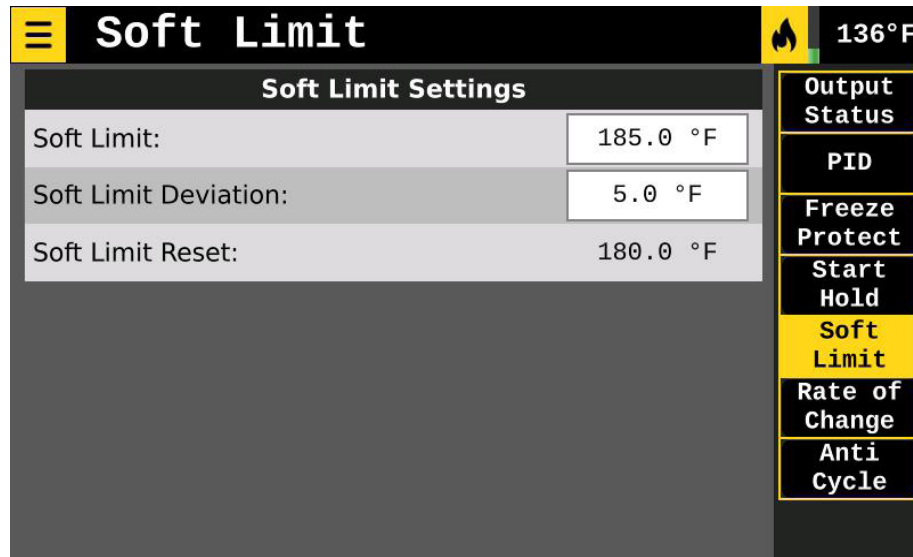 Soft Limit
136°F
Soft Limit Settings
Soft Limit: 185.0 °F
Soft Limit Deviation: 5.0 °F
Soft Limit Reset: 180.0 °F
Output
Status
PID
Freeze
Protect
Start
Hold
Soft
Limit
Rate of
Change
Anti
Cycle